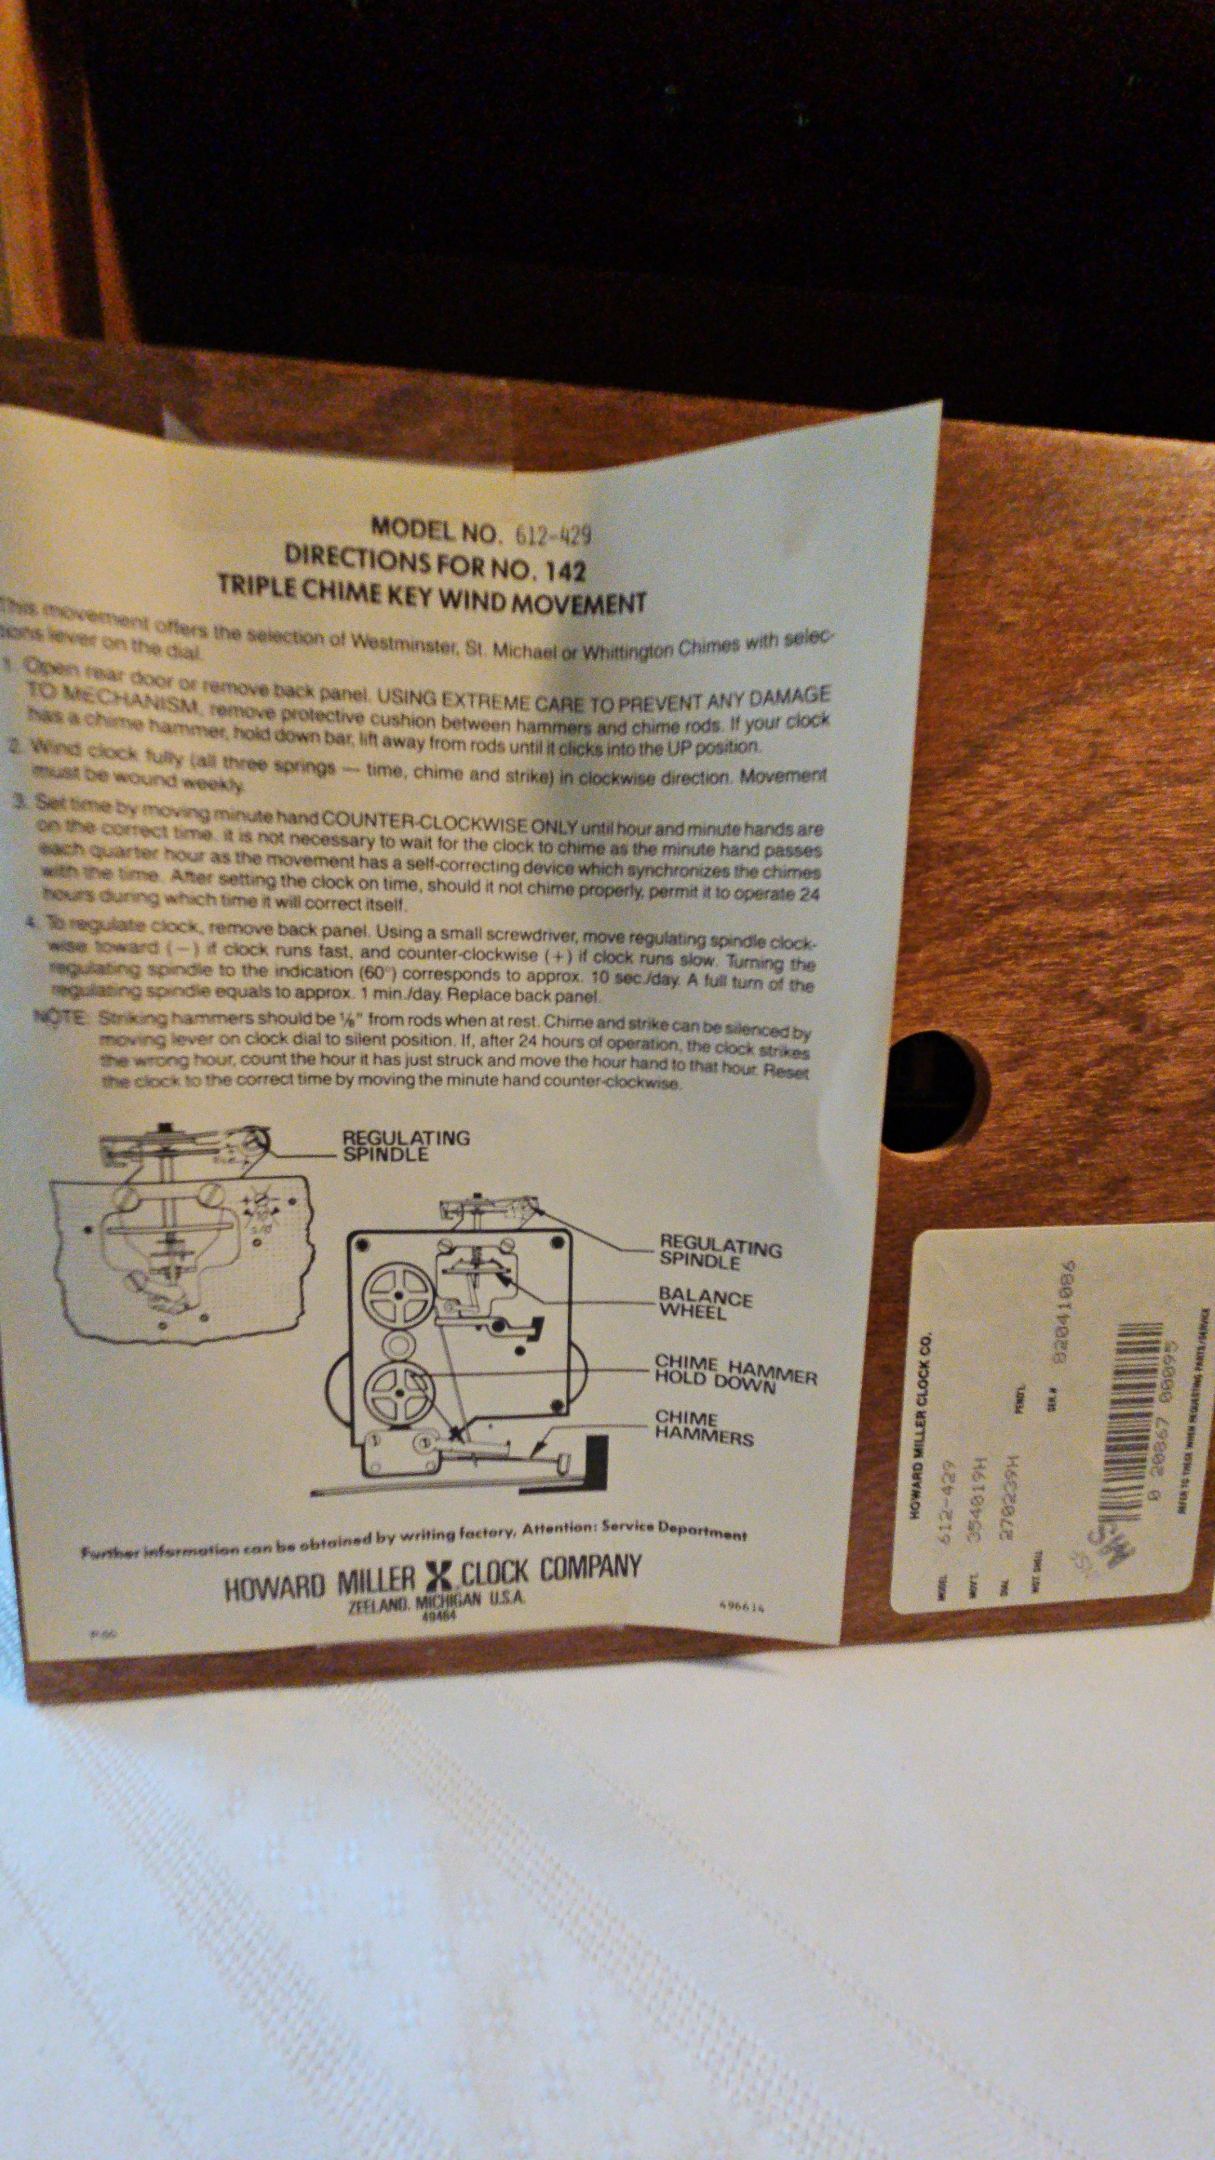 MODEL NO. 612-429
DIRECTIONS FOR NO. 142
TRIPLE CHIME KEY WIND MOVEMENT
This movement offers the selection of Westminster, St. Michael or Whittington Chimes with selec-
tions lever on the dial.
1. Open rear door or remove back panel. USING EXTREME CARE TO PREVENT ANY DAMAGE
TO MECHANISM, remove protective cushion between hammers and chime rods. If your clock
has a chime hammer, hold down bar, lift away from rods until it clicks into the UP position.
2. Wind clock fully (all three springs — time, chime and strike) in clockwise direction. Movement
must be wound weekly.
3. Set time by moving minute hand COUNTER-CLOCKWISE ONLY until hour and minute hands are
on the correct time. It is not necessary to wait for the clock to chime as the minute hand passes
each quarter hour as the movement has a self-correcting device which synchronizes the chimes
with the time. After setting the clock on time, should it not chime properly, permit it to operate 24
hours during which time it will correct itself.
4. To regulate clock, remove back panel. Using a small screwdriver, move regulating spindle clock-
wise toward (—) if clock runs fast, and counter-clockwise (+) if clock runs slow. Turning the
regulating spindle to the indication (60°) corresponds to approx. 10 sec./day. A full turn of the
regulating spindle equals to approx. 1 min./day. Replace back panel.
NOTE: Striking hammers should be ⅛" from rods when at rest. Chime and strike can be silenced by
moving lever on clock dial to silent position. If, after 24 hours of operation, the clock strikes
the wrong hour, count the hour it has just struck and move the hour hand to that hour. Reset
the clock to the correct time by moving the minute hand counter-clockwise.
REGULATING
SPINDLE
REGULATING
SPINDLE
BALANCE
WHEEL
CHIME HAMMER
HOLD DOWN
CHIME
HAMMERS
Further information can be obtained by writing factory, Attention: Service Department
HOWARD MILLER CLOCK COMPANY
ZEELAND, MICHIGAN U.S.A.
49464
496614
HOWARD MILLER CLOCK CO.
MODEL 612-429
MOVT. 354019H
DIAL 270239H
PEND'L
WGT. SHELL
SER.# 82041086
0 20867 00095
REFER TO THESE WHEN REQUESTING PARTS/SERVICE